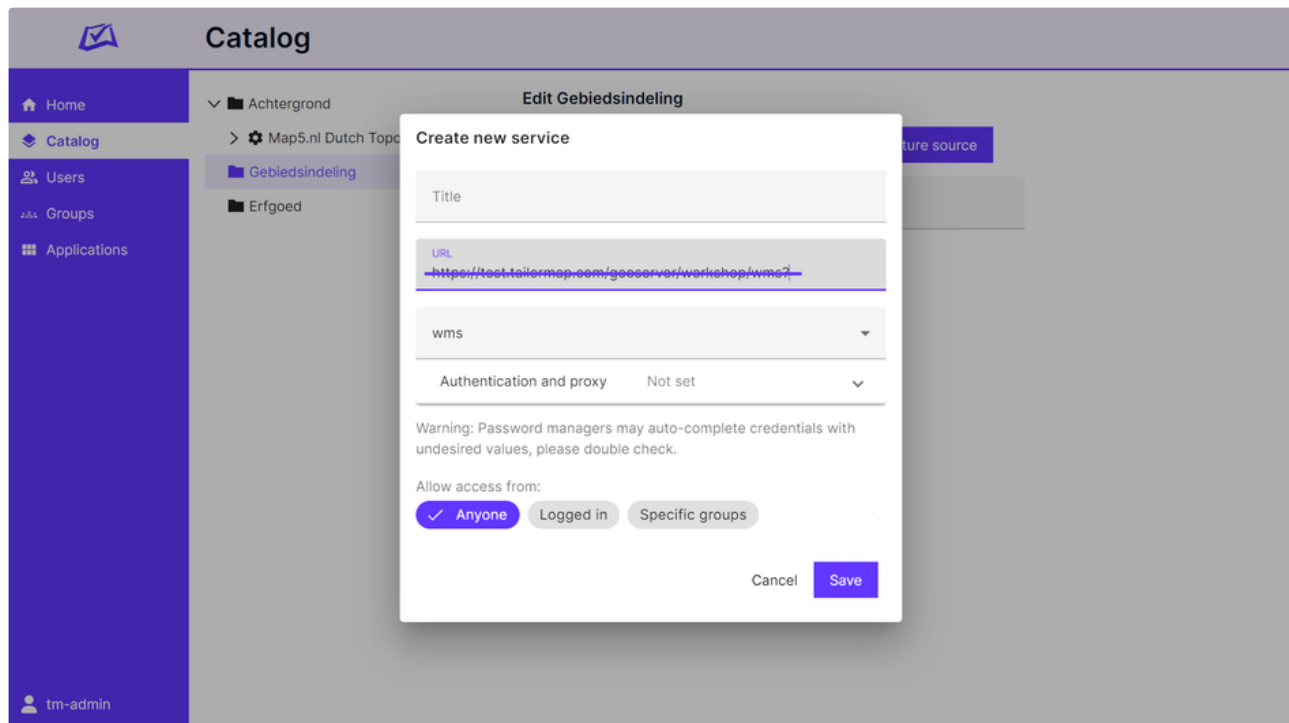 Catalog
Home
Catalog
Users
Groups
Applications
tm-admin
Achtergrond
Map5.nl Dutch Topo
Gebiedsindeling
Erfgoed
Edit Gebiedsindeling
ture source
Create new service
Title
URL
https://test.tailormap.com/geoserver/workshop/wms?
wms
Authentication and proxy Not set
Warning: Password managers may auto-complete credentials with
undesired values, please double check.
Allow access from:
Anyone Logged in Specific groups
Cancel Save